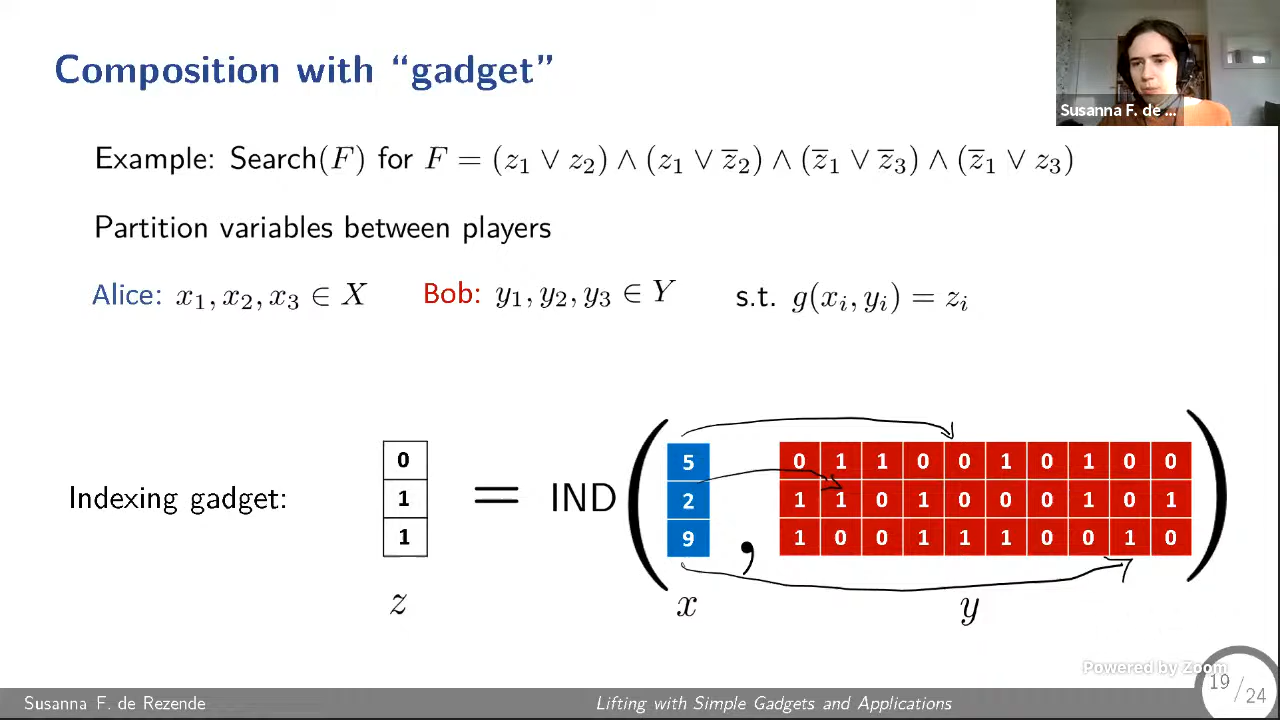 Composition with “gadget”
Susanna F. de ...
Example: Search(F) for F = (z₁ ∨ z₂) ∧ (z₁ ∨ z̅₂) ∧ (z̅₁ ∨ z̅₃) ∧ (z̅₁ ∨ z₃)
Partition variables between players
Alice: x₁, x₂, x₃ ∈ X Bob: y₁, y₂, y₃ ∈ Y s.t. g(xᵢ, yᵢ) = zᵢ
0 5 0 1 1 0 0 1 0 1 0 0
Indexing gadget: 1 = IND ( 2 , 1 1 0 1 0 0 0 1 0 1 )
1 9 1 0 0 1 1 1 0 0 1 0
z x y
Powered by Zoom
Susanna F. de Rezende Lifting with Simple Gadgets and Applications 19/24